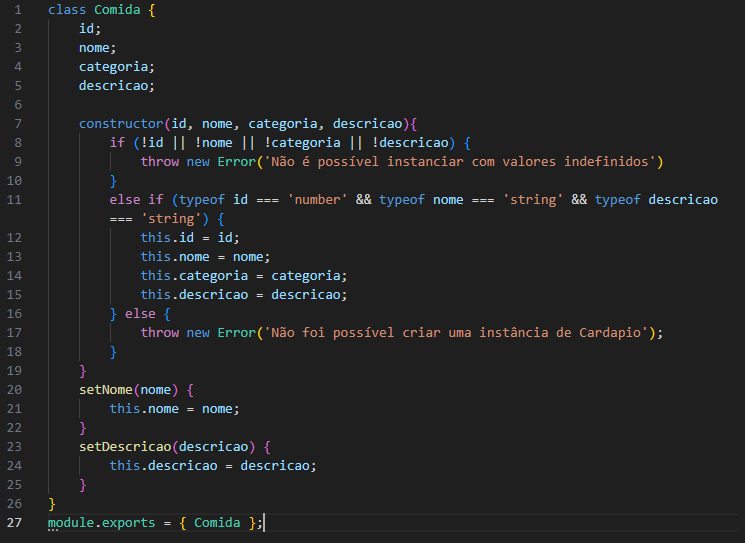 1 class Comida {
2     id;
3     nome;
4     categoria;
5     descricao;
6
7     constructor(id, nome, categoria, descricao){
8         if (!id || !nome || !categoria || !descricao) {
9             throw new Error('Não é possível instanciar com valores indefinidos')
10         }
11         else if (typeof id === 'number' && typeof nome === 'string' && typeof descricao
=== 'string') {
12             this.id = id;
13             this.nome = nome;
14             this.categoria = categoria;
15             this.descricao = descricao;
16         } else {
17             throw new Error('Não foi possível criar uma instância de Cardapio');
18         }
19     }
20     setNome(nome) {
21         this.nome = nome;
22     }
23     setDescricao(descricao) {
24         this.descricao = descricao;
25     }
26 }
27 module.exports = { Comida };